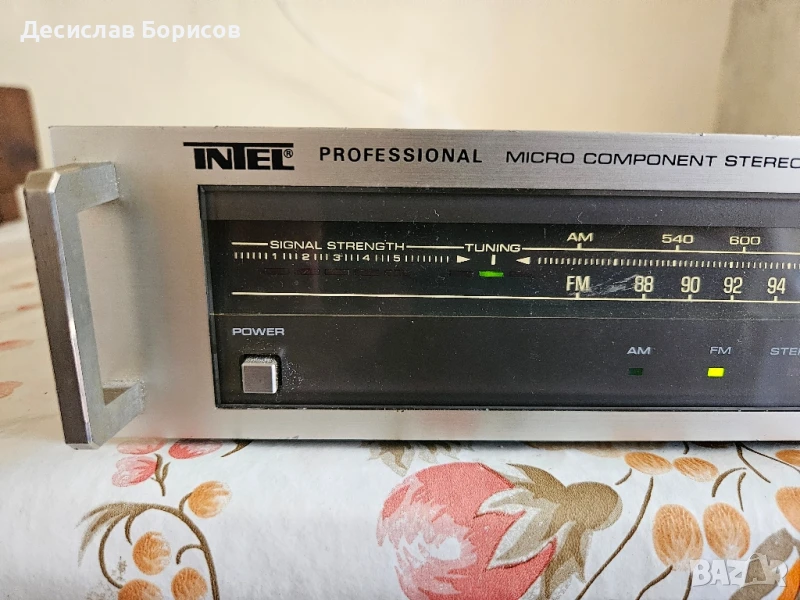 Десислав Борисов
INTEL® PROFESSIONAL MICRO COMPONENT STEREO
SIGNAL STRENGTH TUNING AM 540 600
1 2 3 4 5
FM 88 90 92 94
POWER
AM FM
BAZAR